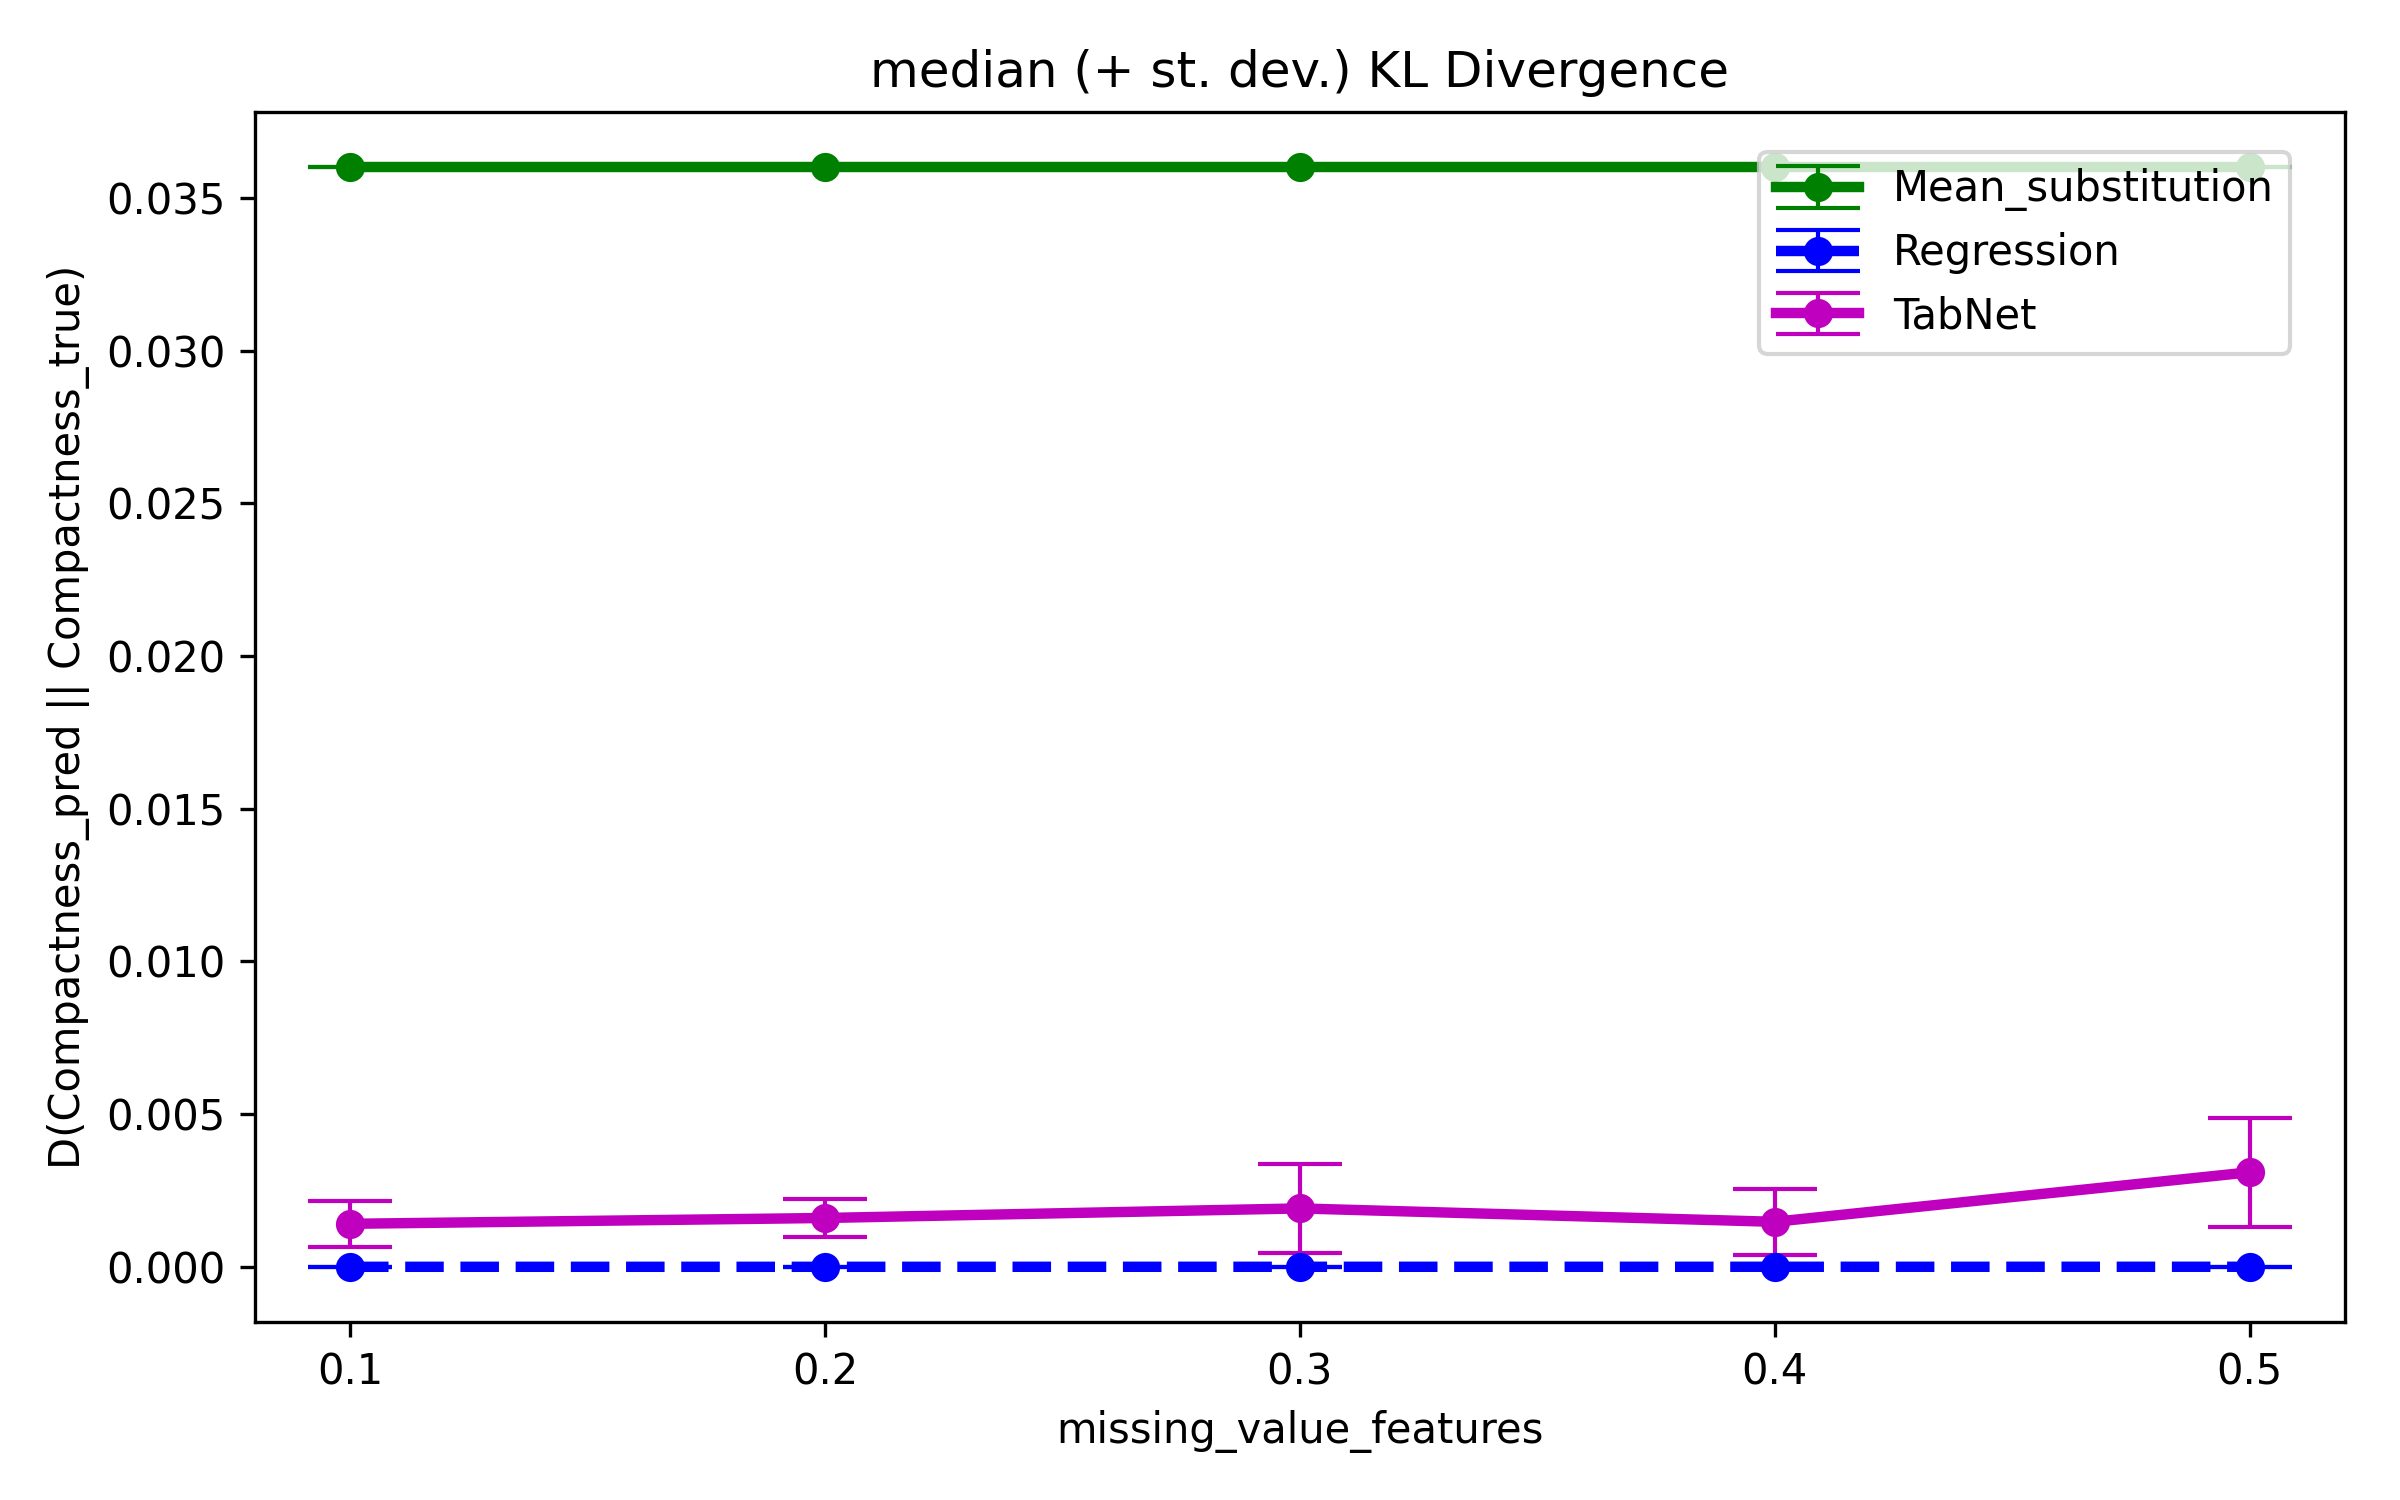 median (+ st. dev.) KL Divergence
D(Compactness_pred || Compactness_true)
0.035
0.030
0.025
0.020
0.015
0.010
0.005
0.000
Mean_substitution
Regression
TabNet
0.1
0.2
0.3
0.4
0.5
missing_value_features